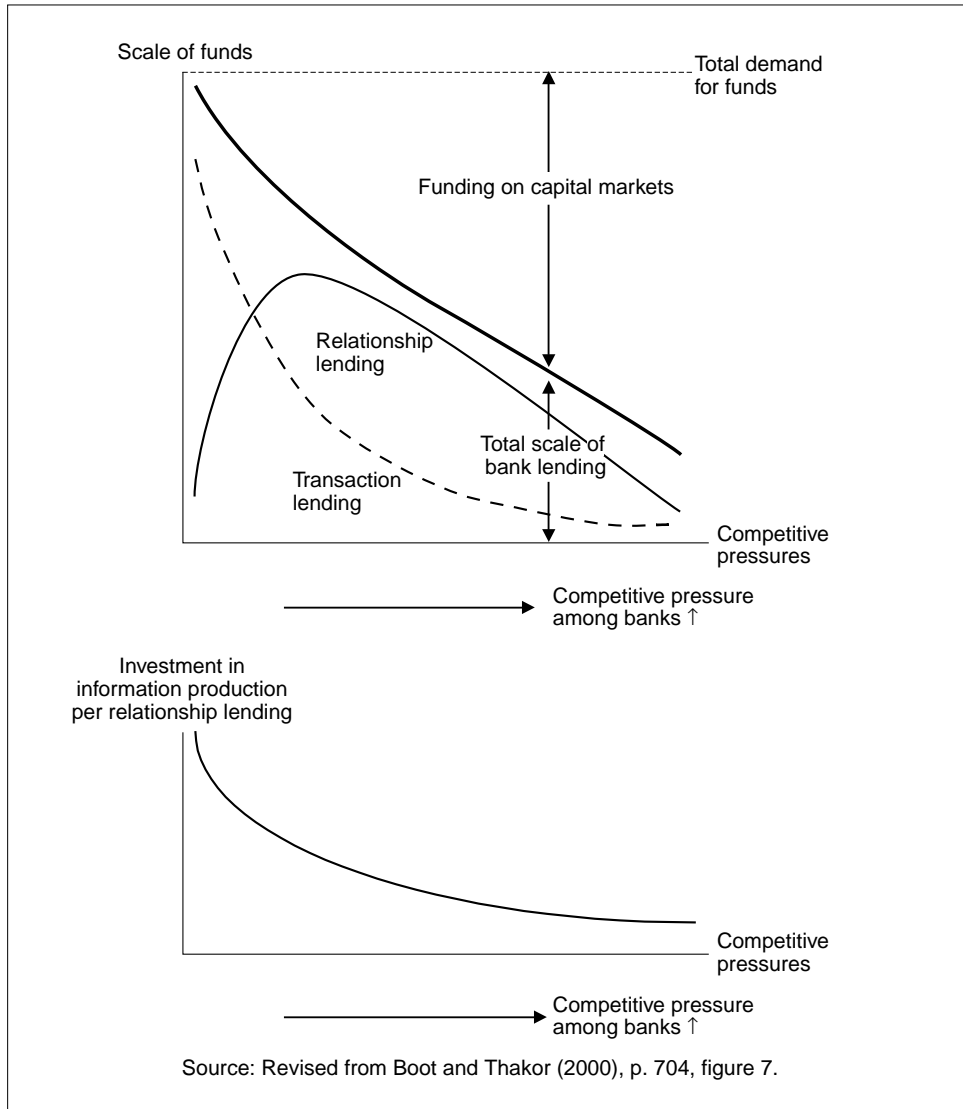 Scale of funds
Total demand
for funds
Funding on capital markets
Relationship
lending
Total scale of
bank lending
Transaction
lending
Competitive
pressures
Competitive pressure
among banks ↑
Investment in
information production
per relationship lending
Competitive
pressures
Competitive pressure
among banks ↑
Source: Revised from Boot and Thakor (2000), p. 704, figure 7.